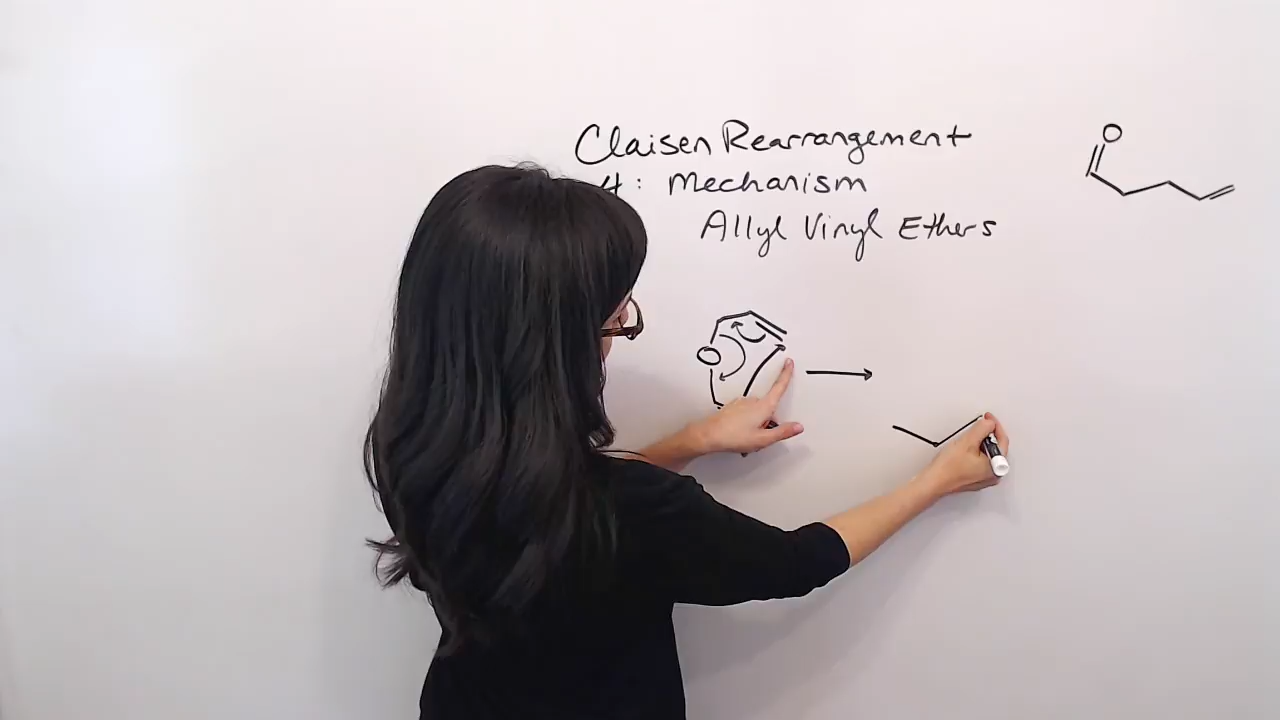 Claisen Rearrangement
4: Mechanism
Allyl Vinyl Ethers
O
O